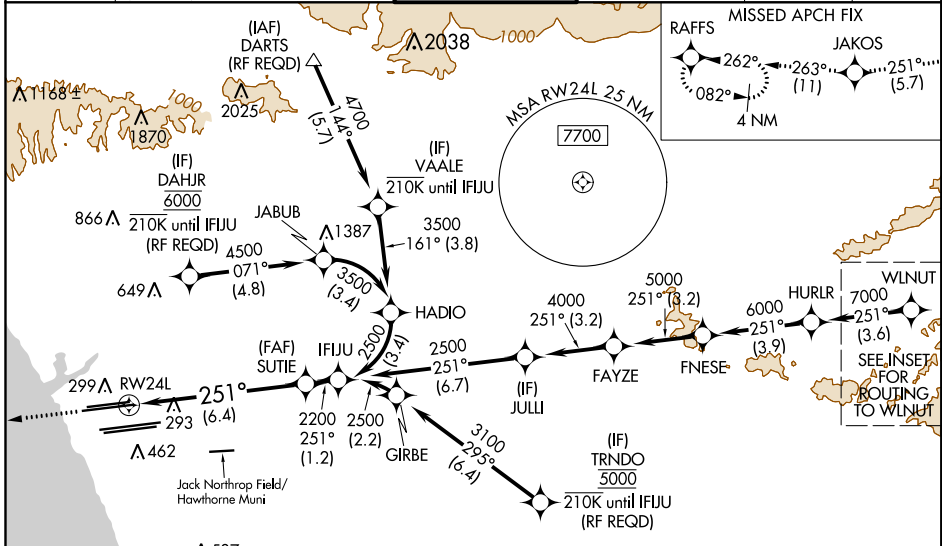 (IAF)
DARTS
(RF REQD)
2038
1000
MISSED APCH FIX
RAFFS
JAKOS
262°
263°
(11)
251°
(5.7)
082°
4 NM
1168 ±
1000
1870
2025
4700
144°
(5.7)
MSA RW24L 25 NM
7700
(IF)
VAALE
210K until IFIJU
(IF)
DAHJR
6000
210K until IFIJU
(RF REQD)
866
JABUB
1387
3500
161° (3.8)
649
4500
071°
(4.8)
3500
(3.4)
HADIO
2500
(3.4)
4000
251° (3.2)
5000
251° (3.2)
HURLR
6000
251°
(3.9)
7000
251°
(3.6)
WLNUT
SEE INSET
FOR
ROUTING
TO WLNUT
FNESE
FAYZE
(IF)
JULLI
2500
251°
(6.7)
(FAF)
SUTIE
IFIJU
299
RW24L
251°
(6.4)
293
462
2200
251°
(1.2)
2500
(2.2)
GIRBE
3100
295°
(6.4)
(IF)
TRNDO
5000
210K until IFIJU
(RF REQD)
Jack Northrop Field/
Hawthorne Muni